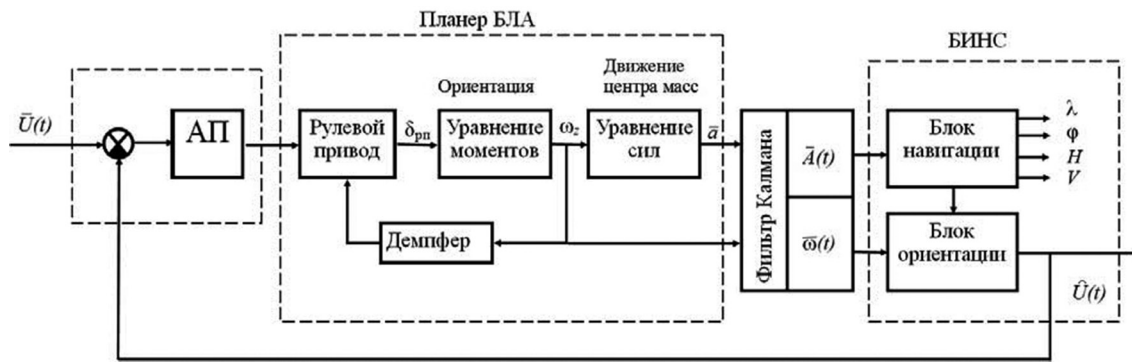 Планер БЛА
БИНС
Ориентация
Движение
центра масс
Ū(t)
АП
Рулевой
привод
δрп
Уравнение
моментов
ωz
Уравнение
сил
ā
Демпфер
Фильтр Калмана
Ā(t)
ω̄(t)
Блок
навигации
λ
φ
H
V
Блок
ориентации
Û(t)